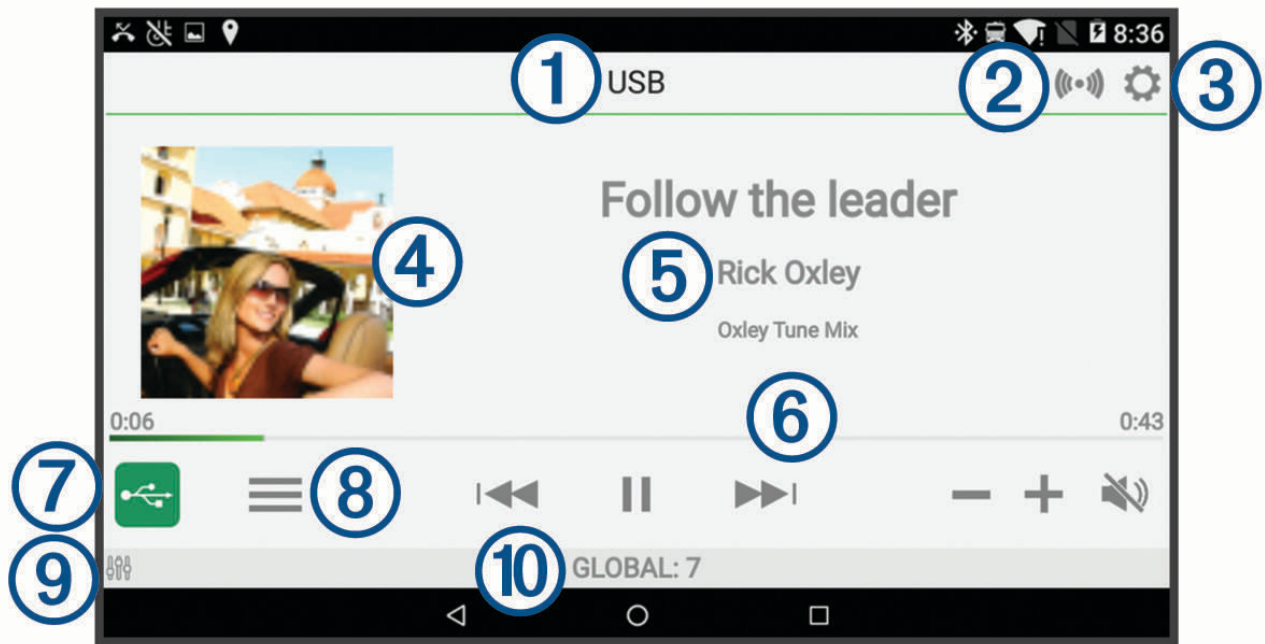 8:36
① USB ② ③
Follow the leader
④ ⑤ Rick Oxley
Oxley Tune Mix
0:06 ⑥ 0:43
⑦ ⑧
⑨ ⑩ GLOBAL: 7